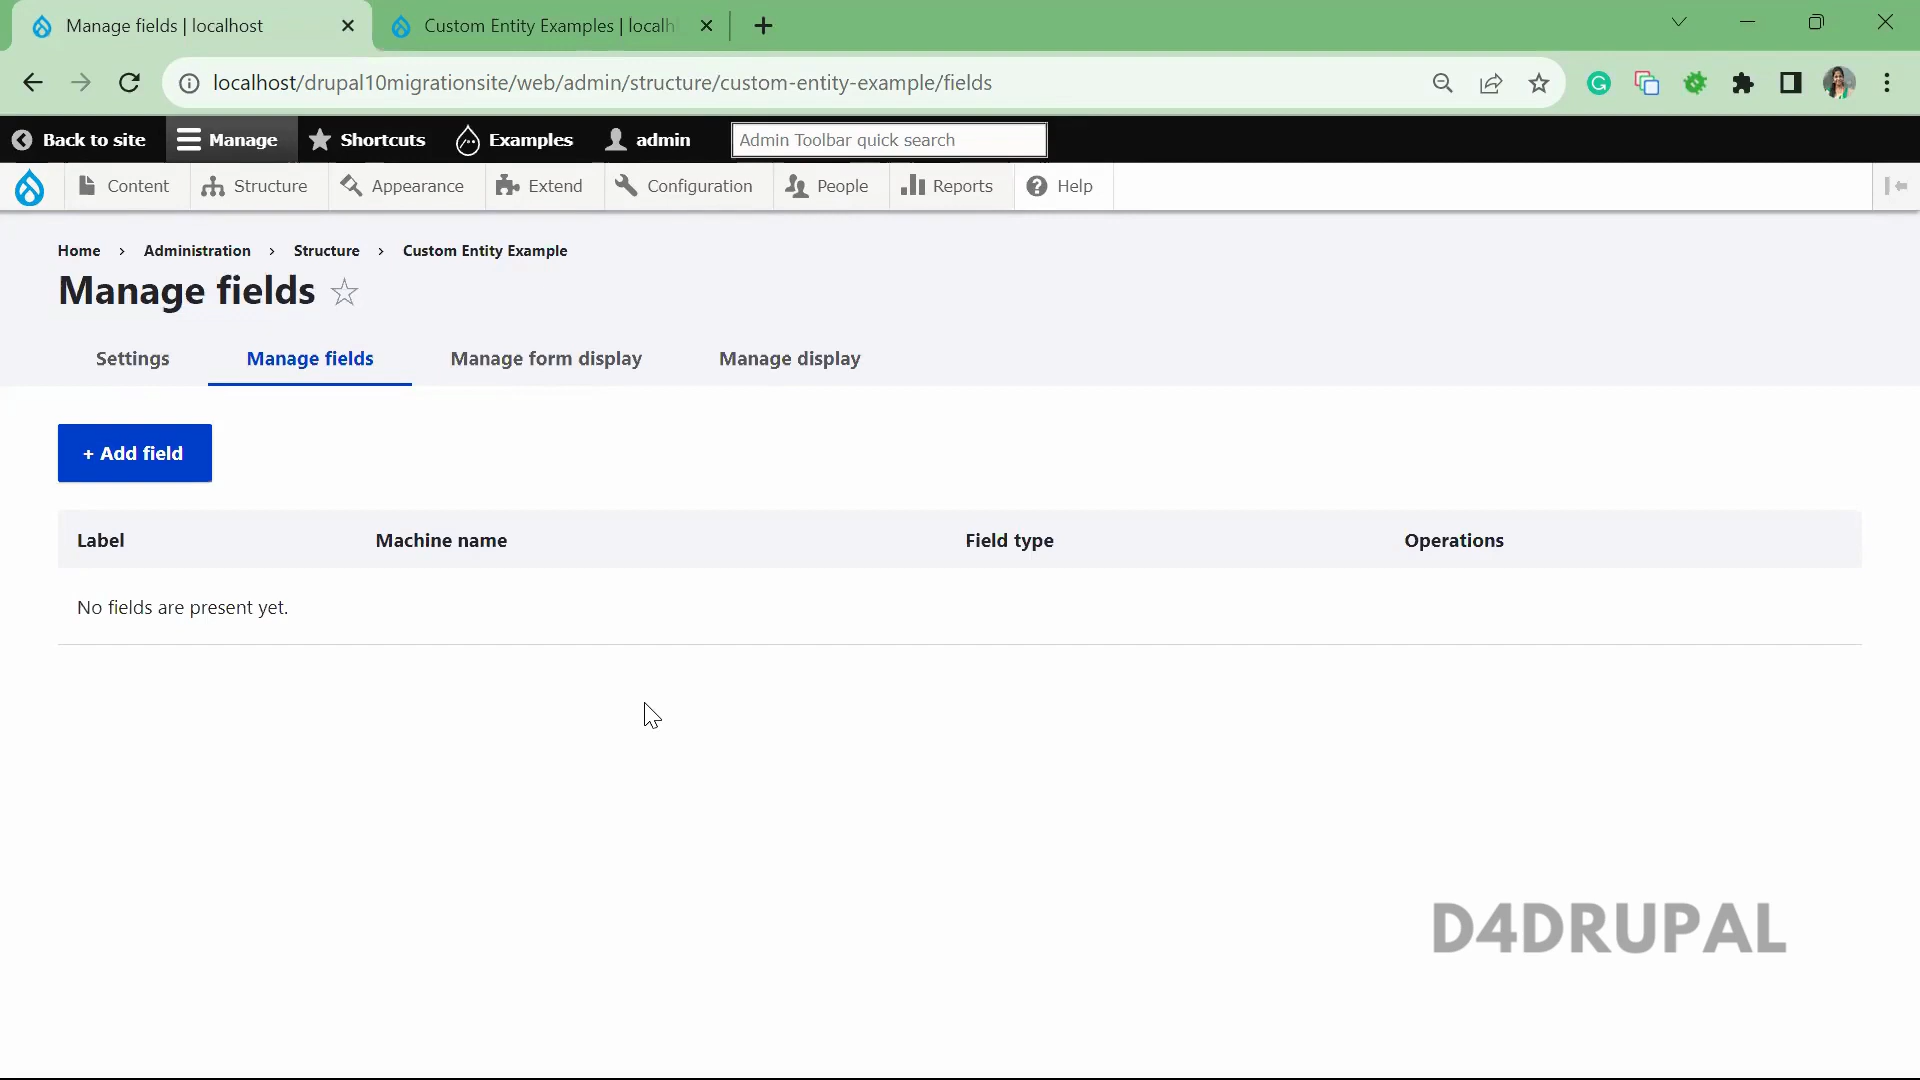 Manage fields | localhost
Custom Entity Examples | localh
localhost/drupal10migrationsite/web/admin/structure/custom-entity-example/fields
Back to site Manage Shortcuts Examples admin Admin Toolbar quick search
Content Structure Appearance Extend Configuration People Reports Help
Home › Administration › Structure › Custom Entity Example
Manage fields
Settings Manage fields Manage form display Manage display
+ Add field
Label Machine name Field type Operations
No fields are present yet.
D4DRUPAL